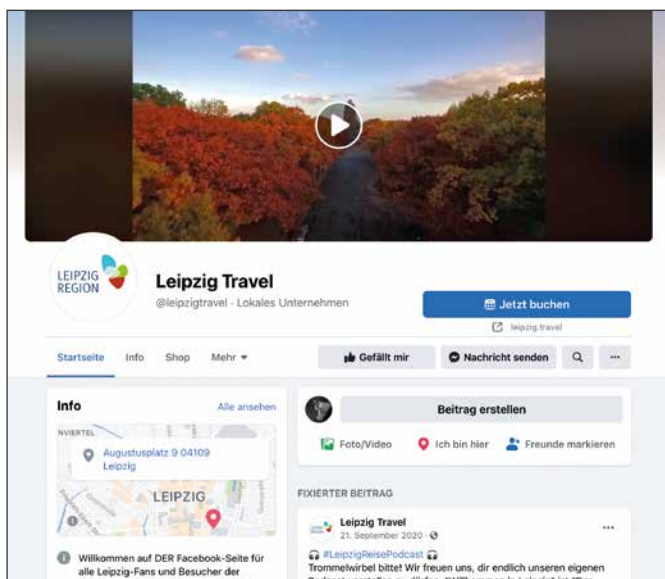 LEIPZIG
REGION
Leipzig Travel
@leipzigtravel · Lokales Unternehmen
Jetzt buchen
leipzig.travel
Startseite Info Shop Mehr
Gefällt mir Nachricht senden
Info Alle ansehen
NVIERTEL
Augustusplatz 9 04109
Leipzig
LEIPZIG
Willkommen auf DER Facebook-Seite für
alle Leipzig-Fans und Besucher der
Beitrag erstellen
Foto/Video Ich bin hier Freunde markieren
FIXIERTER BEITRAG
Leipzig Travel
21. September 2020 ·
#LeipzigReisePodcast
Trommelwirbel bitte! Wir freuen uns, dir endlich unseren eigenen